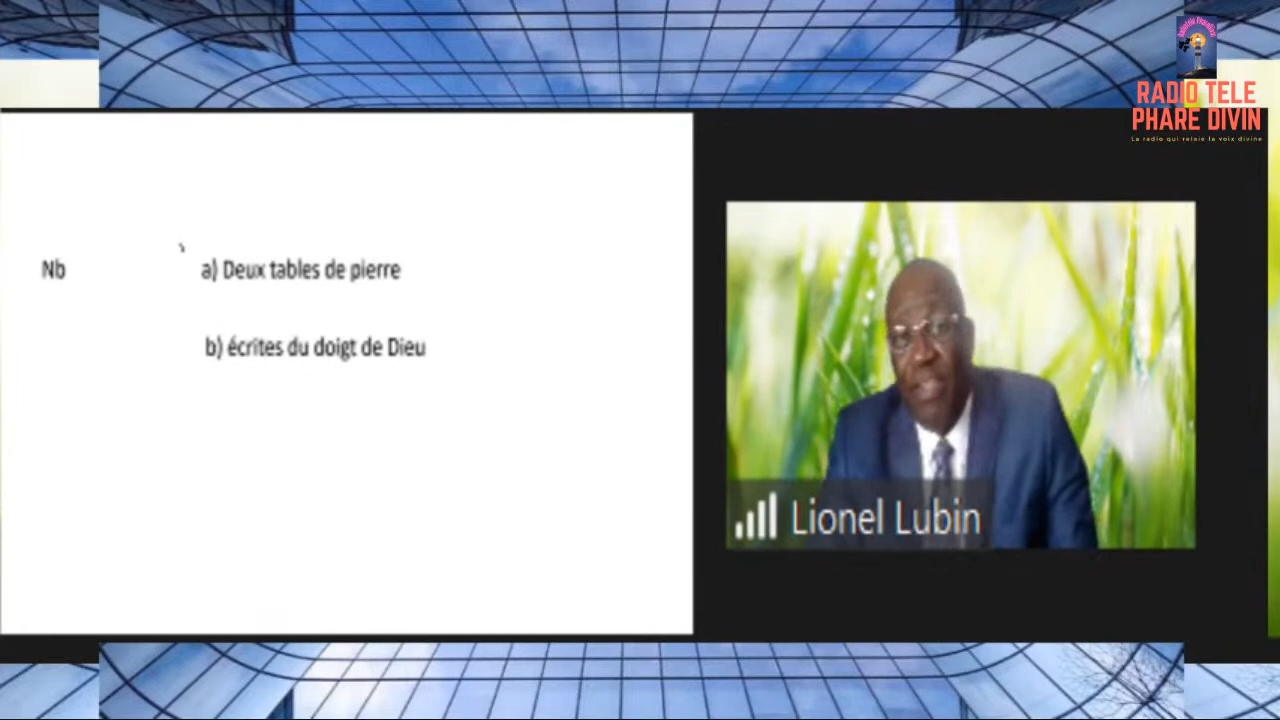 Nb
a) Deux tables de pierre
b) écrites du doigt de Dieu
RADIO TELE
PHARE DIVIN
La radio qui relaie la voix divine
Lionel Lubin